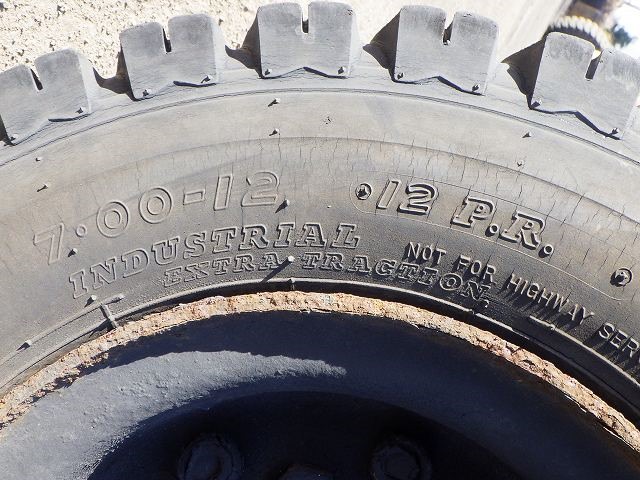 7·00-12 12 P.R.
INDUSTRIAL
EXTRA TRACTION.
NOT FOR HIGHWAY SER